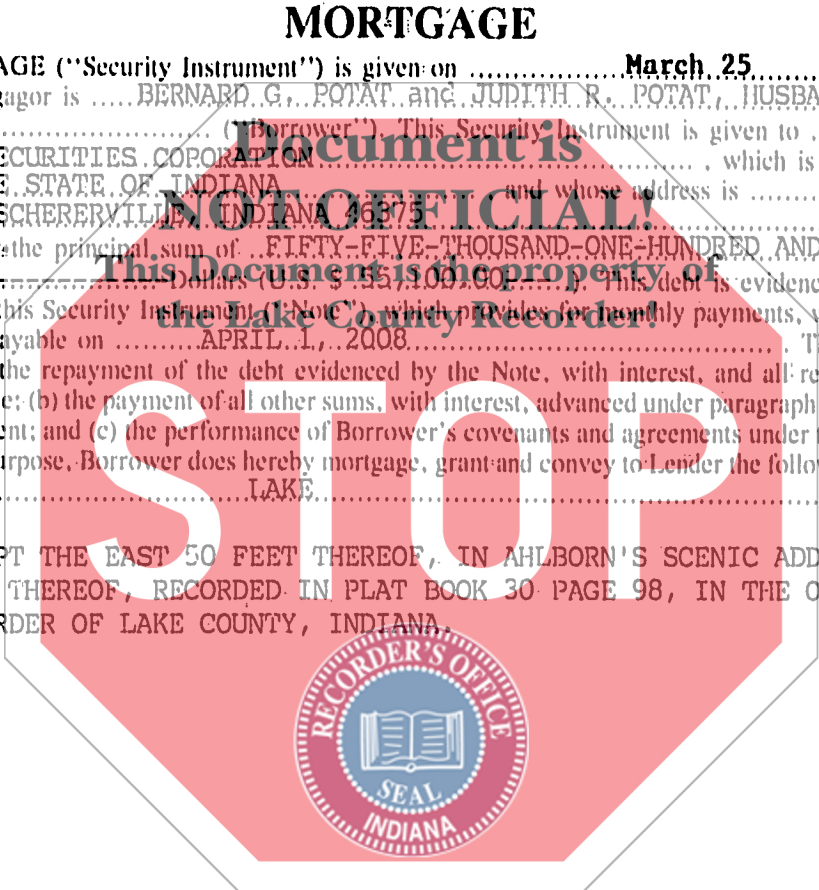 MORTGAGE
AGE ("Security Instrument") is given on .................. March 25 ........
gagor is ..... BERNARD G. POTAT and JUDITH R. POTAT, HUSBA
........................ ("Borrower"). This Security Instrument is given to .
ECURITIES COPORATION ........................................ , which is
E STATE OF INDIANA .............................. and whose address is ........
SCHERERVILLE, INDIANA 46375
the principal sum of .. FIFTY-FIVE-THOUSAND-ONE-HUNDRED AND
Dollars (U.S. $ 55,100.00-----). This debt is evidenc
his Security Instrument ("Note"), which provides for monthly payments,
ayable on .......... APRIL 1, 2008 .................................................. . T
the repayment of the debt evidenced by the Note, with interest, and all re
e; (b) the payment of all other sums, with interest, advanced under paragraph
ent; and (c) the performance of Borrower's covenants and agreements under
urpose, Borrower does hereby mortgage, grant and convey to Lender the follo
............................ LAKE ............................................................
PT THE EAST 50 FEET THEREOF, IN AHLBORN'S SCENIC ADD
THEREOF, RECORDED IN PLAT BOOK 30 PAGE 98, IN THE O
RDER OF LAKE COUNTY, INDIANA.
Document is
NOT OFFICIAL!
This Document is the property of
the Lake County Recorder!
STOP
RECORDER'S OFFICE
SEAL
INDIANA